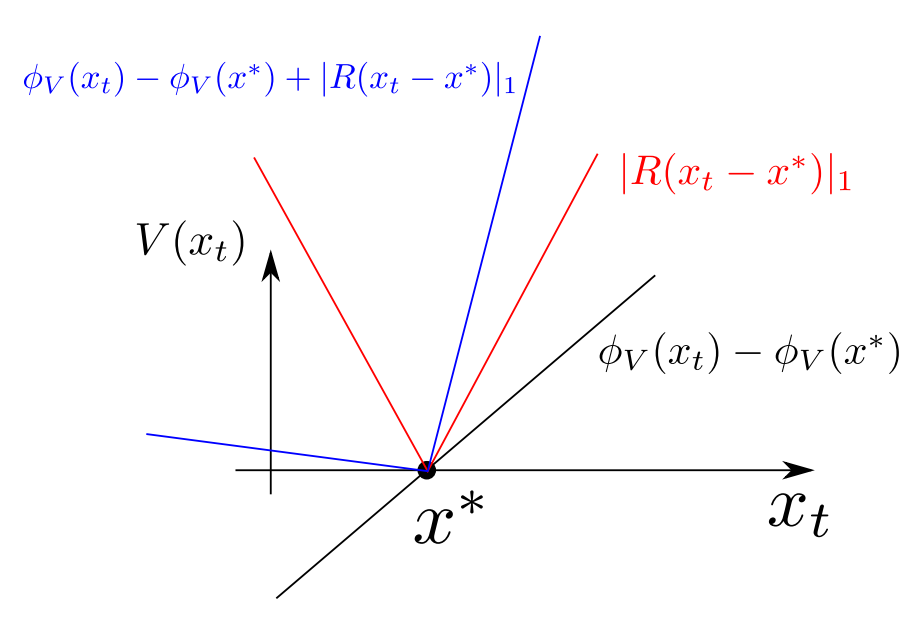 ϕ_V(x_t) − ϕ_V(x*) + |R(x_t − x*)|_1
|R(x_t − x*)|_1
V(x_t)
ϕ_V(x_t) − ϕ_V(x*)
x*
x_t